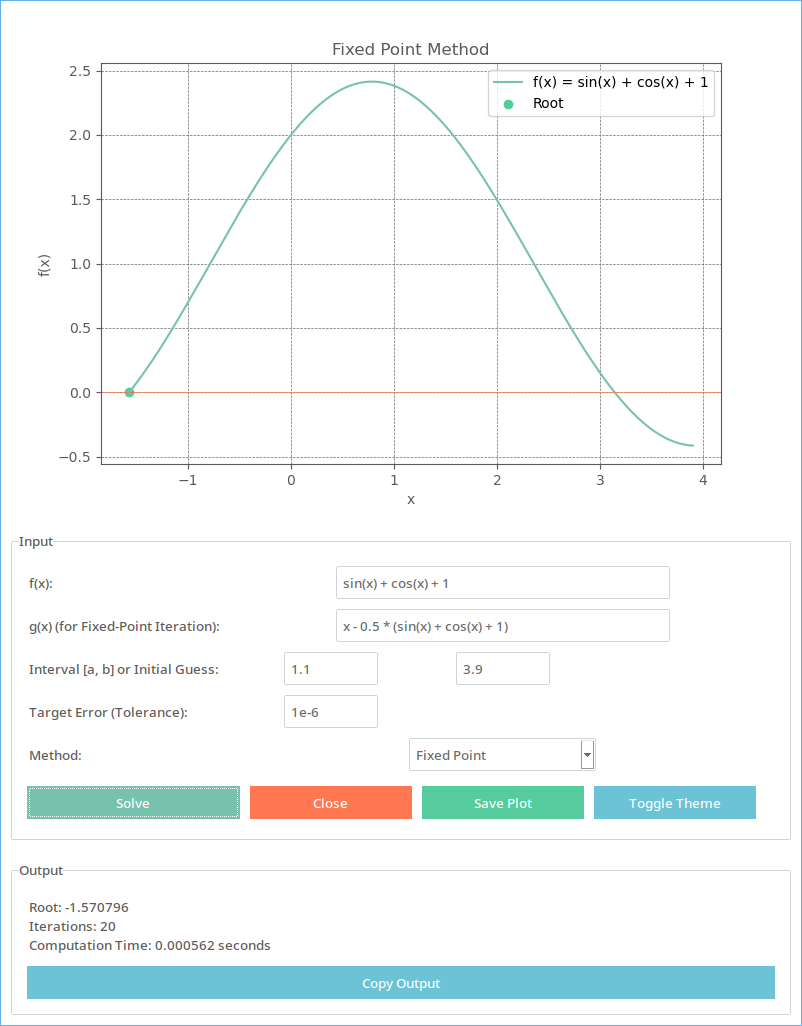 Fixed Point Method
f(x) = sin(x) + cos(x) + 1
Root
2.5
2.0
1.5
1.0
0.5
0.0
−0.5
f(x)
−1 0 1 2 3 4
x
Input
f(x): sin(x) + cos(x) + 1
g(x) (for Fixed-Point Iteration): x - 0.5 * (sin(x) + cos(x) + 1)
Interval [a, b] or Initial Guess: 1.1 3.9
Target Error (Tolerance): 1e-6
Method: Fixed Point
Solve Close Save Plot Toggle Theme
Output
Root: -1.570796
Iterations: 20
Computation Time: 0.000562 seconds
Copy Output